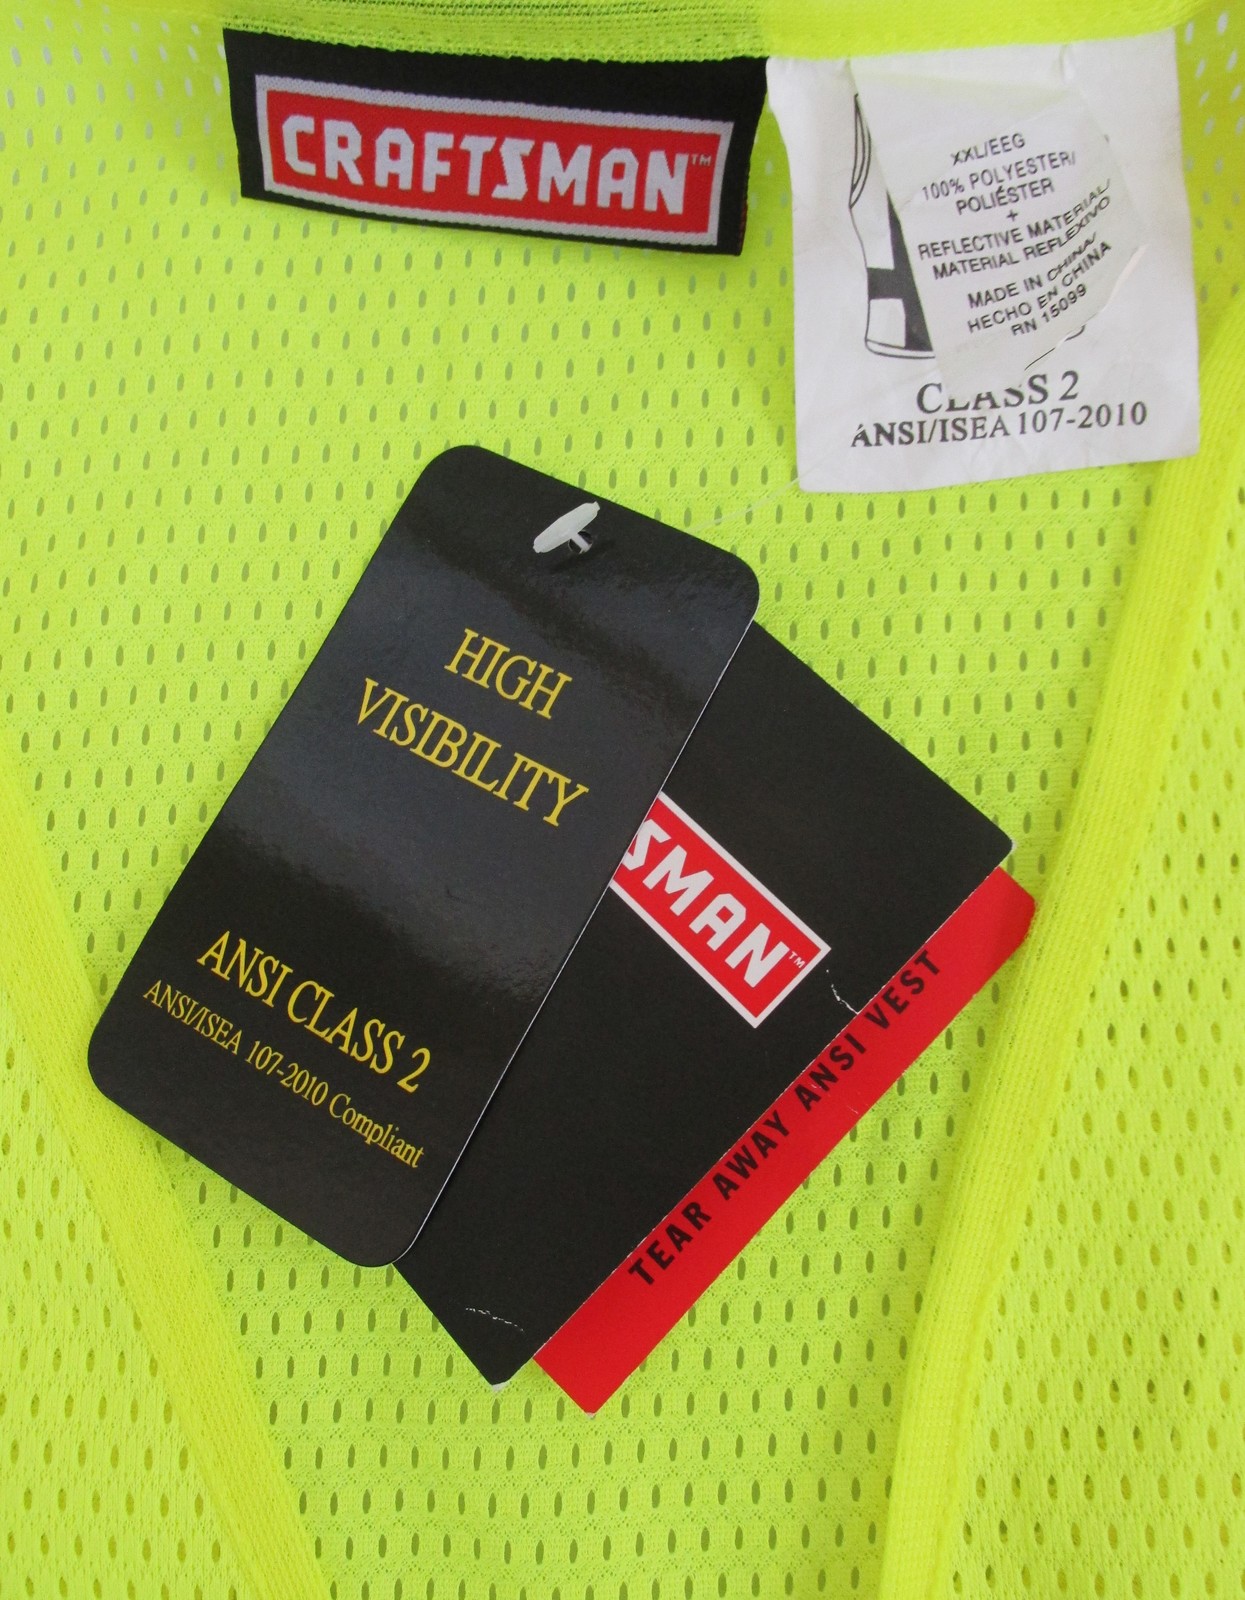 CRAFTSMAN™
XXL/EEG
100% POLYESTER/
POLIÉSTER
+
REFLECTIVE MATERIAL/
MATERIAL REFLEXIVO
MADE IN CHINA/
HECHO EN CHINA
RN 15099
CLASS 2
ANSI/ISEA 107-2010
HIGH
VISIBILITY
ANSI CLASS 2
ANSI/ISEA 107-2010 Compliant
SMAN™
TEAR AWAY ANSI VEST